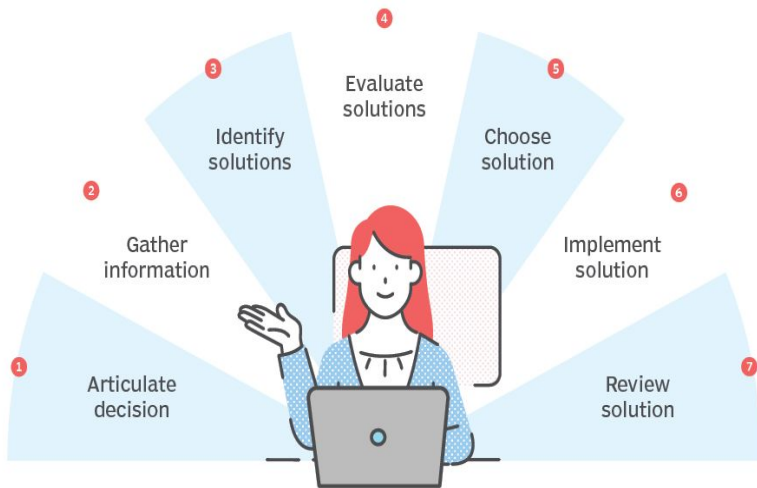 1
Articulate
decision
2
Gather
information
3
Identify
solutions
4
Evaluate
solutions
5
Choose
solution
6
Implement
solution
7
Review
solution